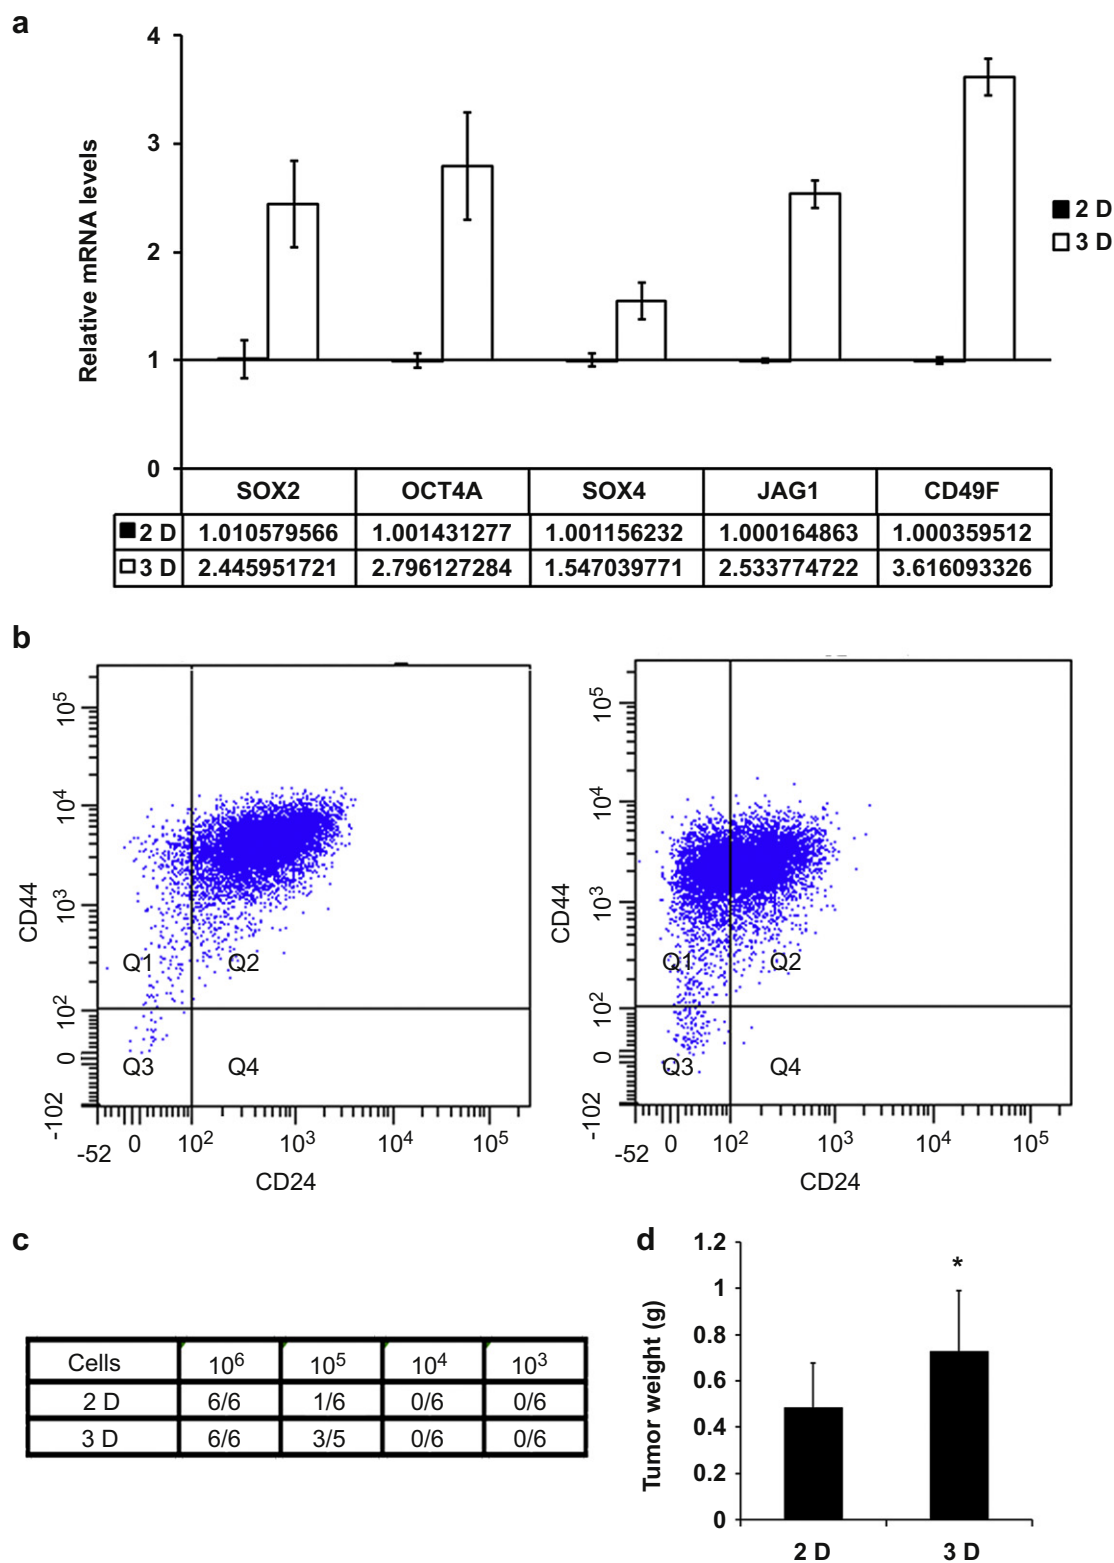 a
4
3
2
1
0
Relative mRNA levels
2 D
3 D
SOX2 OCT4A SOX4 JAG1 CD49F
2 D 1.010579566 1.001431277 1.001156232 1.000164863 1.000359512
3 D 2.445951721 2.796127284 1.547039771 2.533774722 3.616093326
b
10⁵
10⁴
10³
10²
0
-102
CD44
Q1 Q2
Q3 Q4
-52 0 10² 10³ 10⁴ 10⁵
CD24
10⁵
10⁴
10³
10²
0
-102
CD44
Q1 Q2
Q3 Q4
-52 0 10² 10³ 10⁴ 10⁵
CD24
c
Cells 10⁶ 10⁵ 10⁴ 10³
2 D 6/6 1/6 0/6 0/6
3 D 6/6 3/5 0/6 0/6
d
1.2
1
0.8
0.6
0.4
0.2
0
Tumor weight (g)
*
2 D 3 D